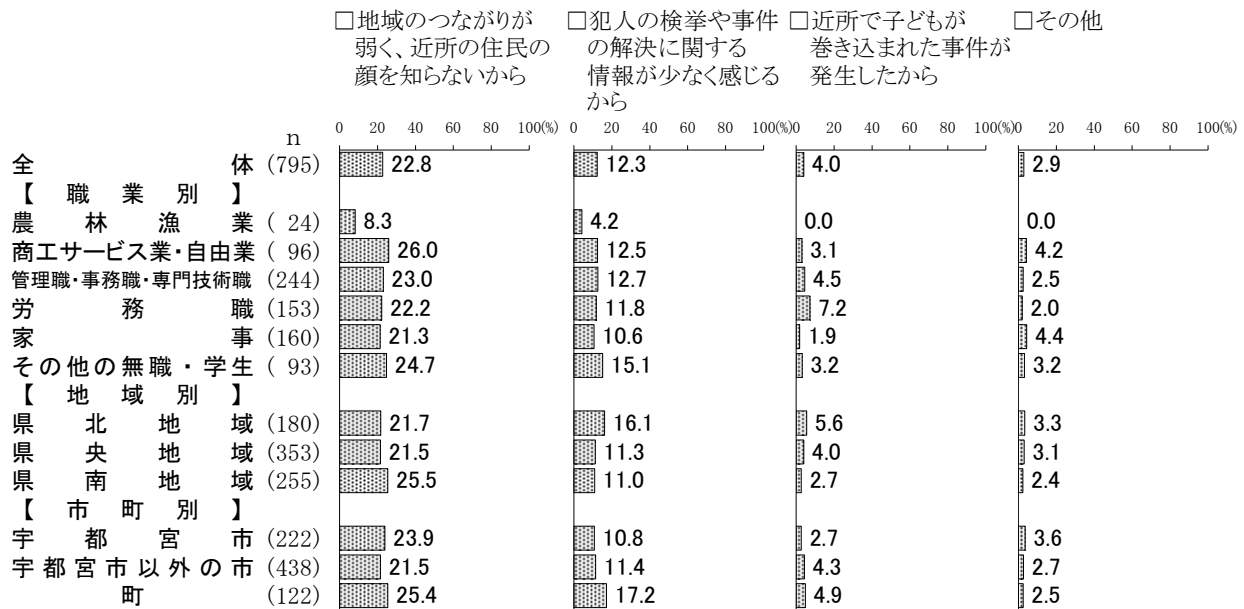 □地域のつながりが
弱く、近所の住民の
顔を知らないから
□犯人の検挙や事件
の解決に関する
情報が少なく感じる
から
□近所で子どもが
巻き込まれた事件が
発生したから
□その他
n
0 20 40 60 80 100(%) 0 20 40 60 80 100(%) 0 20 40 60 80 100(%) 0 20 40 60 80 100(%)
全体 (795) 22.8 12.3 4.0 2.9
【職業別】
農林漁業 ( 24) 8.3 4.2 0.0 0.0
商工サービス業・自由業 ( 96) 26.0 12.5 3.1 4.2
管理職・事務職・専門技術職 (244) 23.0 12.7 4.5 2.5
労務職 (153) 22.2 11.8 7.2 2.0
家事 (160) 21.3 10.6 1.9 4.4
その他の無職・学生 ( 93) 24.7 15.1 3.2 3.2
【地域別】
県北地域 (180) 21.7 16.1 5.6 3.3
県央地域 (353) 21.5 11.3 4.0 3.1
県南地域 (255) 25.5 11.0 2.7 2.4
【市町別】
宇都宮市 (222) 23.9 10.8 2.7 3.6
宇都宮市以外の市 (438) 21.5 11.4 4.3 2.7
町 (122) 25.4 17.2 4.9 2.5